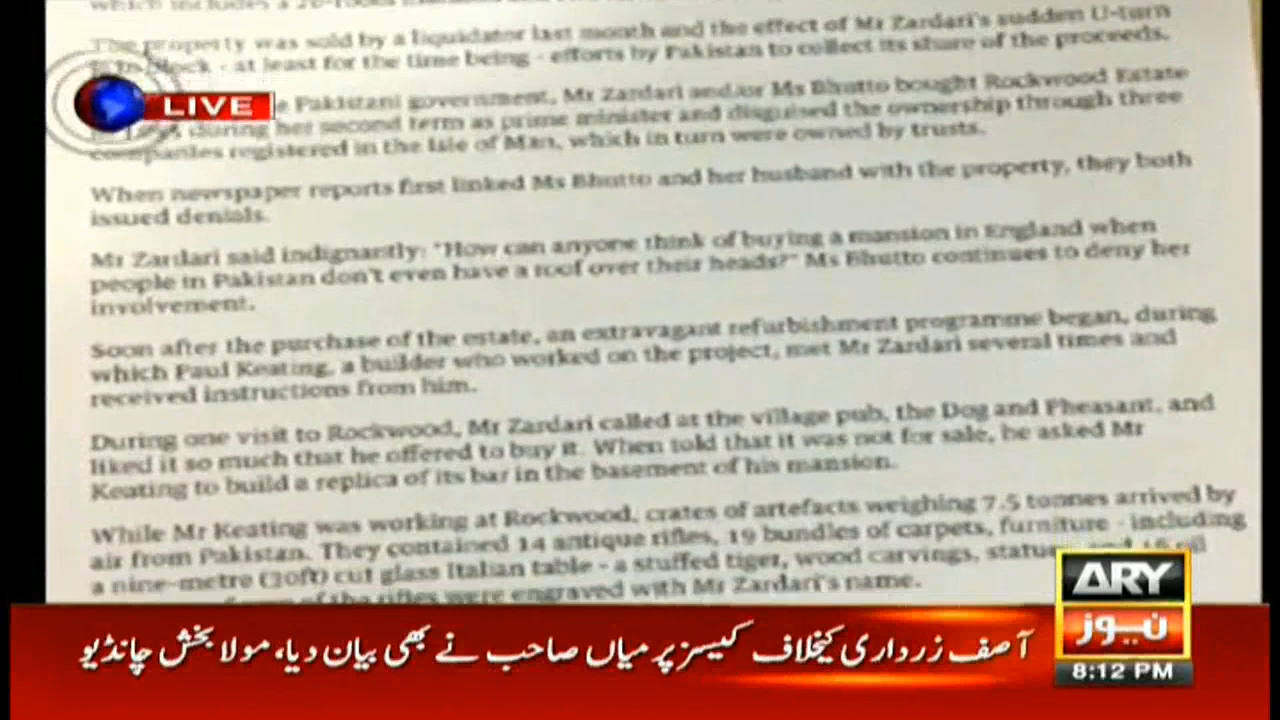 which includes a 20-room
The property was sold by a liquidator last month and the effect of Mr Zardari's sudden U-turn
block - at least for the time being - efforts by Pakistan to collect its share of the proceeds.
Pakistani government, Mr Zardari and/or Ms Bhutto bought Rockwood Estate
during her second term as prime minister and disguised the ownership through three
companies registered in the Isle of Man, which in turn were owned by trusts.
When newspaper reports first linked Ms Bhutto and her husband with the property, they both
issued denials.
Mr Zardari said indignantly: "How can anyone think of buying a mansion in England when
people in Pakistan don't even have a roof over their heads?" Ms Bhutto continues to deny her
involvement.
Soon after the purchase of the estate, an extravagant refurbishment programme began, during
which Paul Keating, a builder who worked on the project, met Mr Zardari several times and
received instructions from him.
During one visit to Rockwood, Mr Zardari called at the village pub, the Dog and Pheasant, and
liked it so much that he offered to buy it. When told that it was not for sale, he asked Mr
Keating to build a replica of its bar in the basement of his mansion.
While Mr Keating was working at Rockwood, crates of artefacts weighing 7.5 tonnes arrived by
air from Pakistan. They contained 14 antique rifles, 19 bundles of carpets, furniture - including
a nine-metre (30ft) cut glass Italian table - a stuffed tiger, wood carvings, statues and 16 oil
of the rifles were engraved with Mr Zardari's name.
LIVE
ARY
نیوز
8:12 PM
آصف زرداری کیخلاف کیسز پر میاں صاحب نے بھی بیان دیا، مولا بخش چانڈیو